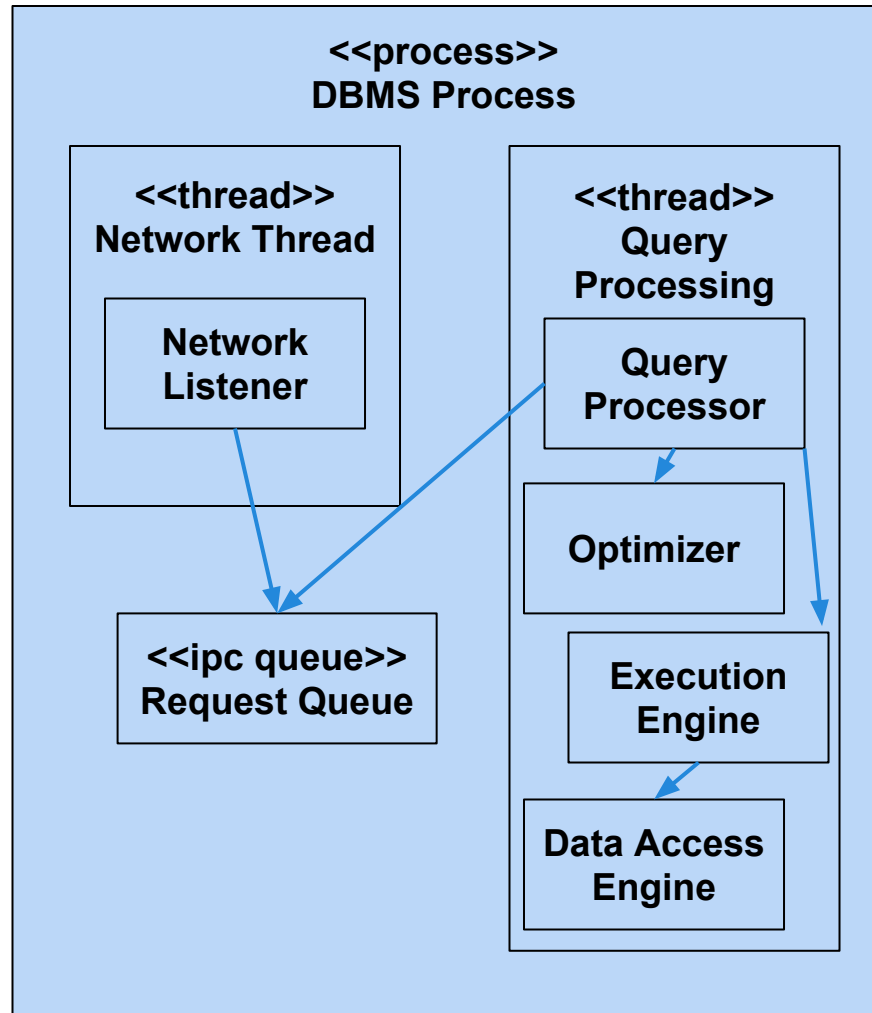 <<process>>
DBMS Process
<<thread>>
Network Thread
Network
Listener
<<ipc queue>>
Request Queue
<<thread>>
Query
Processing
Query
Processor
Optimizer
Execution
Engine
Data Access
Engine